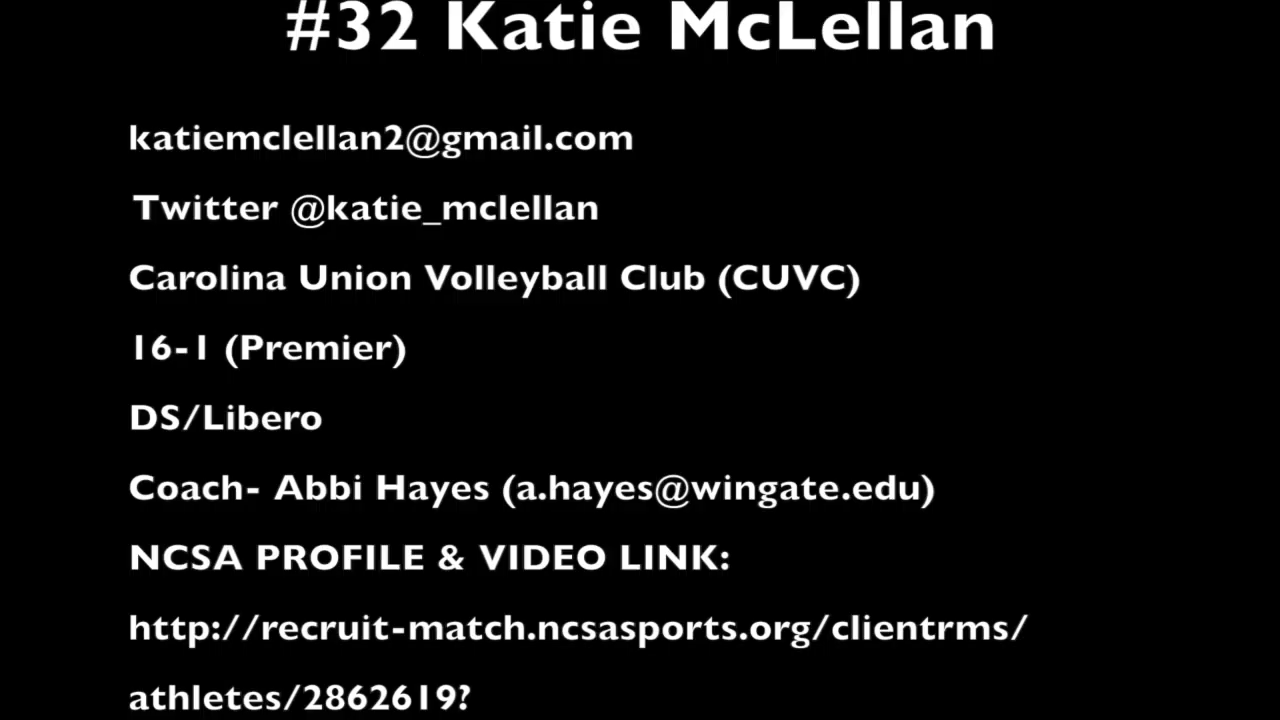 #32 Katie McLellan
katiemclellan2@gmail.com
Twitter @katie_mclellan
Carolina Union Volleyball Club (CUVC)
16-1 (Premier)
DS/Libero
Coach- Abbi Hayes (a.hayes@wingate.edu)
NCSA PROFILE & VIDEO LINK:
http://recruit-match.ncsasports.org/clientrms/
athletes/2862619?